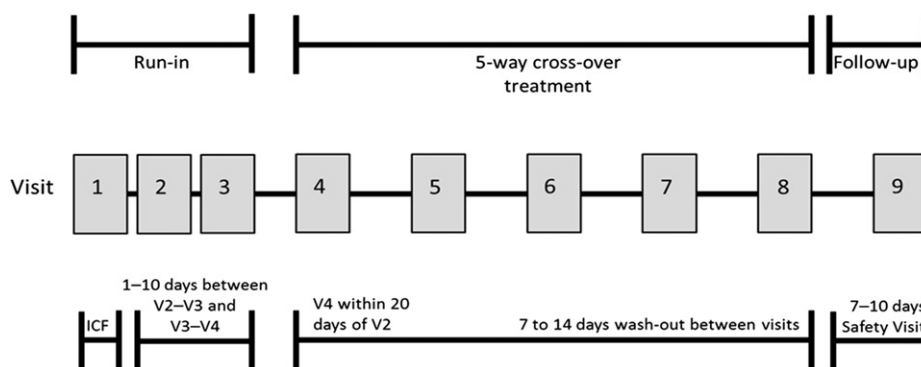 Run-in
5-way cross-over
treatment
Follow-up
Visit
1
2
3
4
5
6
7
8
9
ICF
1–10 days between
V2–V3 and
V3–V4
V4 within 20
days of V2
7 to 14 days wash-out between visits
7–10 days
Safety Visit